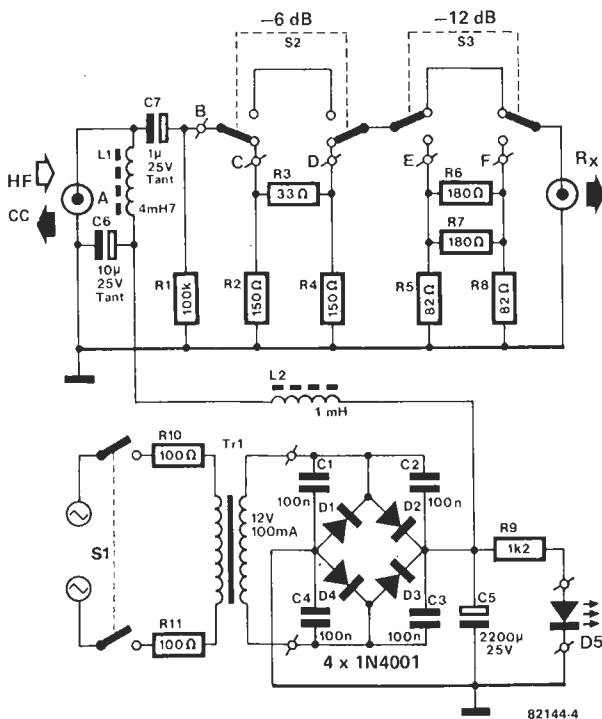 –6 dB
–12 dB
S2
S3
C7
B
1µ
25V
Tant
L1
C
R3
33Ω
D
E
R6
180Ω
F
Rx
HF
A
4mH7
R7
180Ω
CC
C6
10µ
25V
Tant
R1
100k
R2
150Ω
R4
150Ω
R5
82Ω
R8
82Ω
L2
1 mH
R10
100Ω
Tr1
C1
100n
C2
100n
12V
100mA
D1
D2
R9
1k2
S1
D4
D3
C4
100n
C3
100n
C5
2200µ
25V
D5
R11
100Ω
4 x 1N4001
82144-4